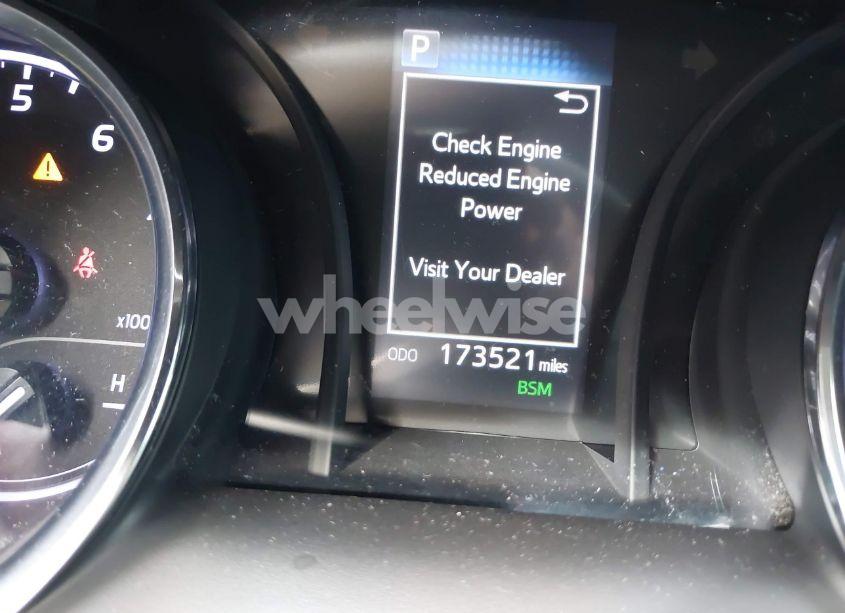 P
5
6
Check Engine
Reduced Engine
Power
Visit Your Dealer
wheelwise
x100
ODO 173521 miles
H
BSM